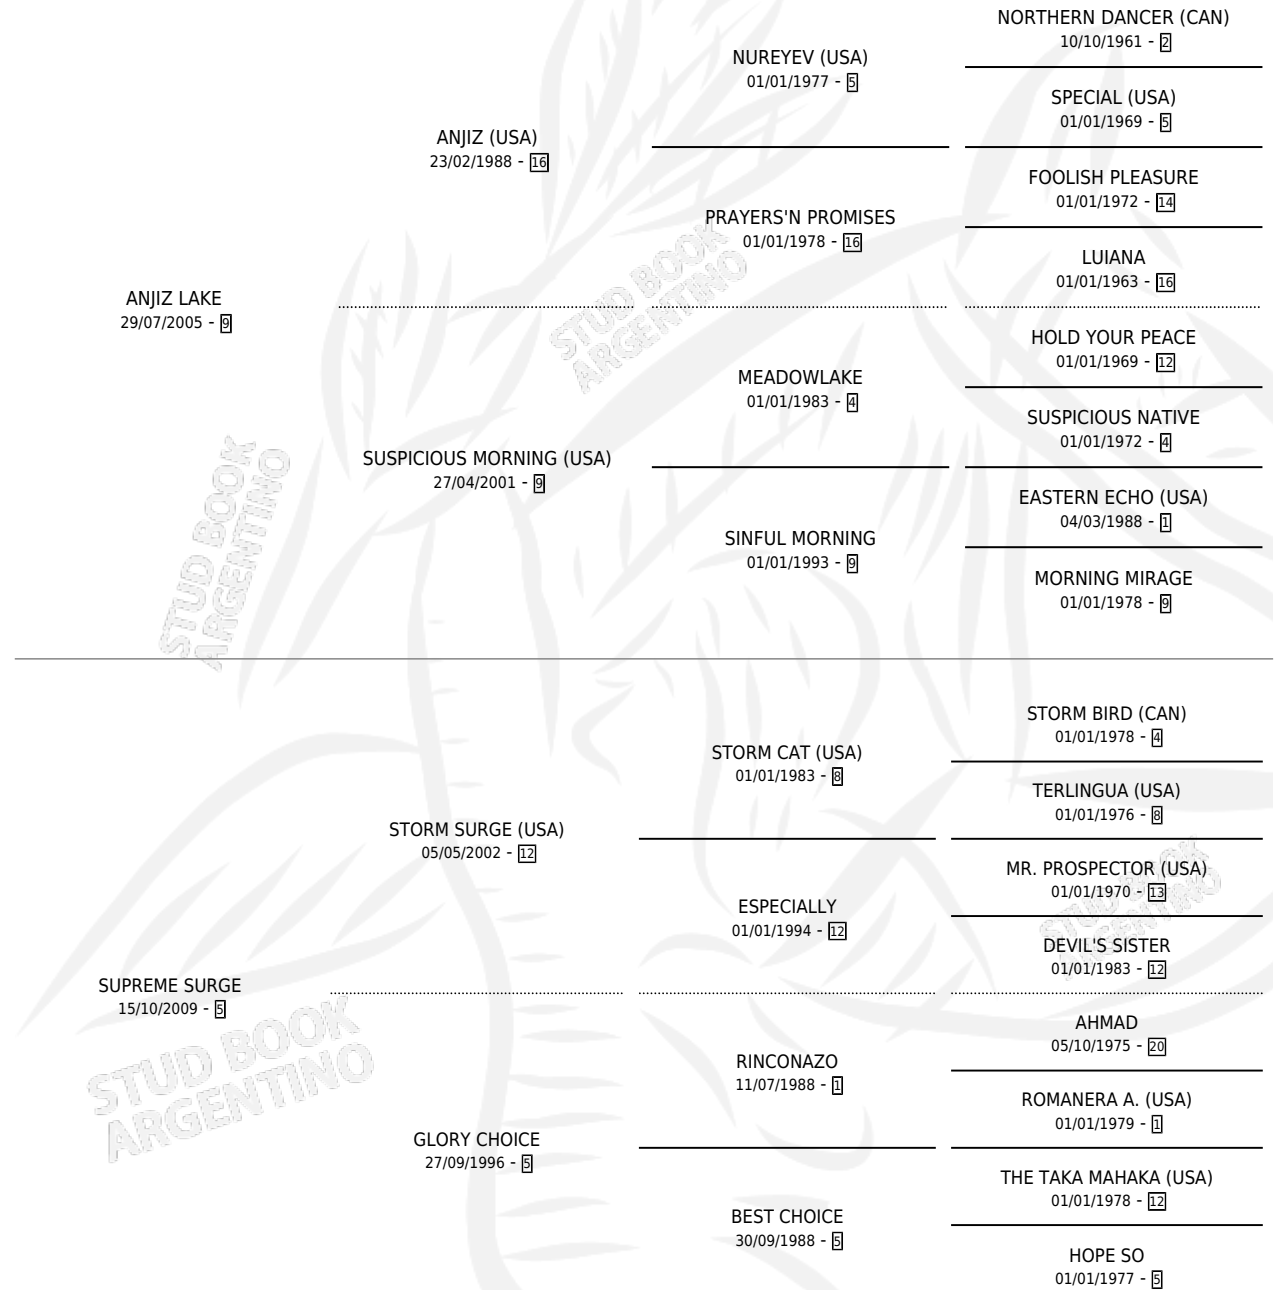 NORTHERN DANCER (CAN)
10/10/1961 - 2
NUREYEV (USA)
01/01/1977 - 5
SPECIAL (USA)
01/01/1969 - 5
ANJIZ (USA)
23/02/1988 - 16
FOOLISH PLEASURE
01/01/1972 - 14
PRAYERS'N PROMISES
01/01/1978 - 16
LUIANA
01/01/1963 - 16
ANJIZ LAKE
29/07/2005 - 9
HOLD YOUR PEACE
01/01/1969 - 12
MEADOWLAKE
01/01/1983 - 4
SUSPICIOUS NATIVE
01/01/1972 - 4
SUSPICIOUS MORNING (USA)
27/04/2001 - 9
EASTERN ECHO (USA)
04/03/1988 - 1
SINFUL MORNING
01/01/1993 - 9
MORNING MIRAGE
01/01/1978 - 9
STUD BOOK
ARGENTINO
STUD BOOK
ARGENTINO
STORM BIRD (CAN)
01/01/1978 - 4
STORM CAT (USA)
01/01/1983 - 8
TERLINGUA (USA)
01/01/1976 - 8
STORM SURGE (USA)
05/05/2002 - 12
MR. PROSPECTOR (USA)
01/01/1970 - 13
ESPECIALLY
01/01/1994 - 12
DEVIL'S SISTER
01/01/1983 - 12
SUPREME SURGE
15/10/2009 - 5
AHMAD
05/10/1975 - 20
RINCONAZO
11/07/1988 - 1
ROMANERA A. (USA)
01/01/1979 - 1
GLORY CHOICE
27/09/1996 - 5
THE TAKA MAHAKA (USA)
01/01/1978 - 12
BEST CHOICE
30/09/1988 - 5
HOPE SO
01/01/1977 - 5
STUD BOOK
ARGENTINO
STUD BOOK
ARGENTINO